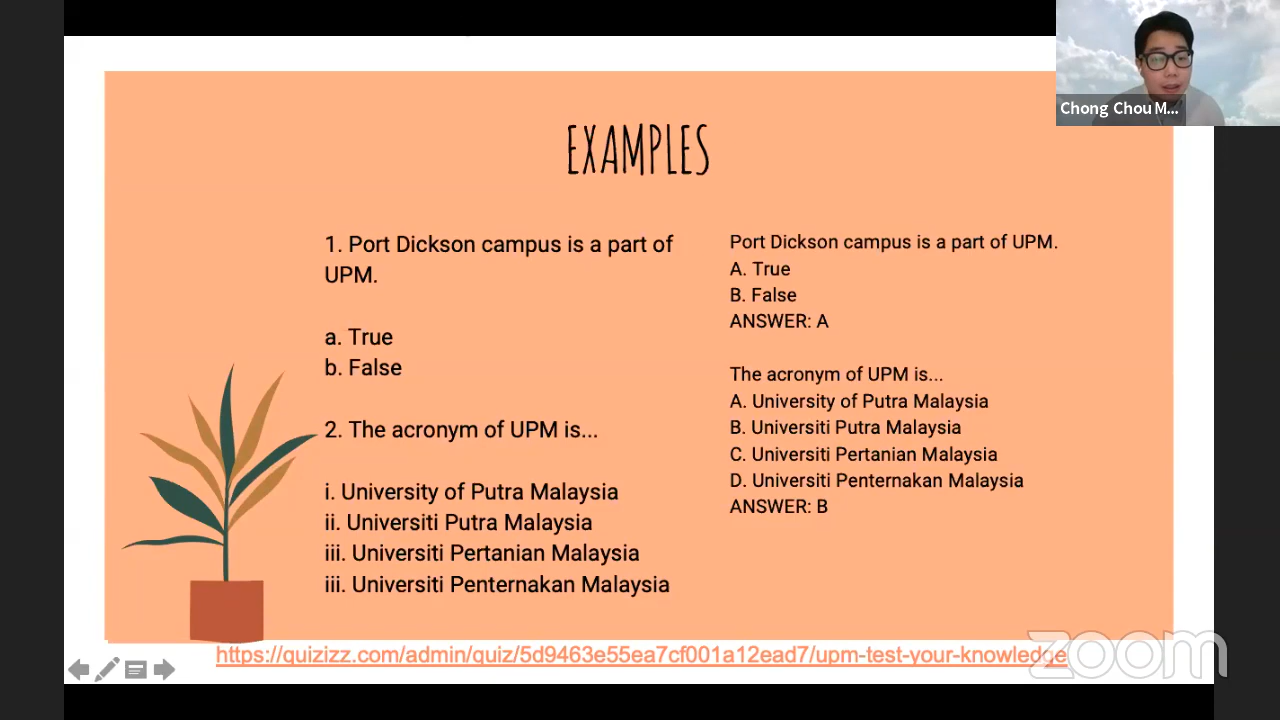 Chong Chou M...
EXAMPLES
1. Port Dickson campus is a part of
UPM.
a. True
b. False
2. The acronym of UPM is...
i. University of Putra Malaysia
ii. Universiti Putra Malaysia
iii. Universiti Pertanian Malaysia
iii. Universiti Penternakan Malaysia
Port Dickson campus is a part of UPM.
A. True
B. False
ANSWER: A
The acronym of UPM is...
A. University of Putra Malaysia
B. Universiti Putra Malaysia
C. Universiti Pertanian Malaysia
D. Universiti Penternakan Malaysia
ANSWER: B
https://quizizz.com/admin/quiz/5d9463e55ea7cf001a12ead7/upm-test-your-knowledge
zoom